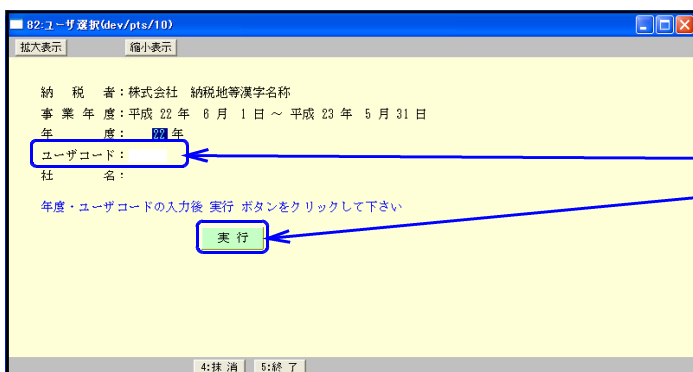 82:ユーザ選択(dev/pts/10)
拡大表示 縮小表示
納 税 者：株式会社 納税地等漢字名称
事 業 年 度：平成 22 年 6 月 1 日 ～ 平成 23 年 5 月 31 日
年 度： 22 年
ユーザコード：
社 名：
年度・ユーザコードの入力後 実行 ボタンをクリックして下さい
実 行
4:抹 消 5:終 了